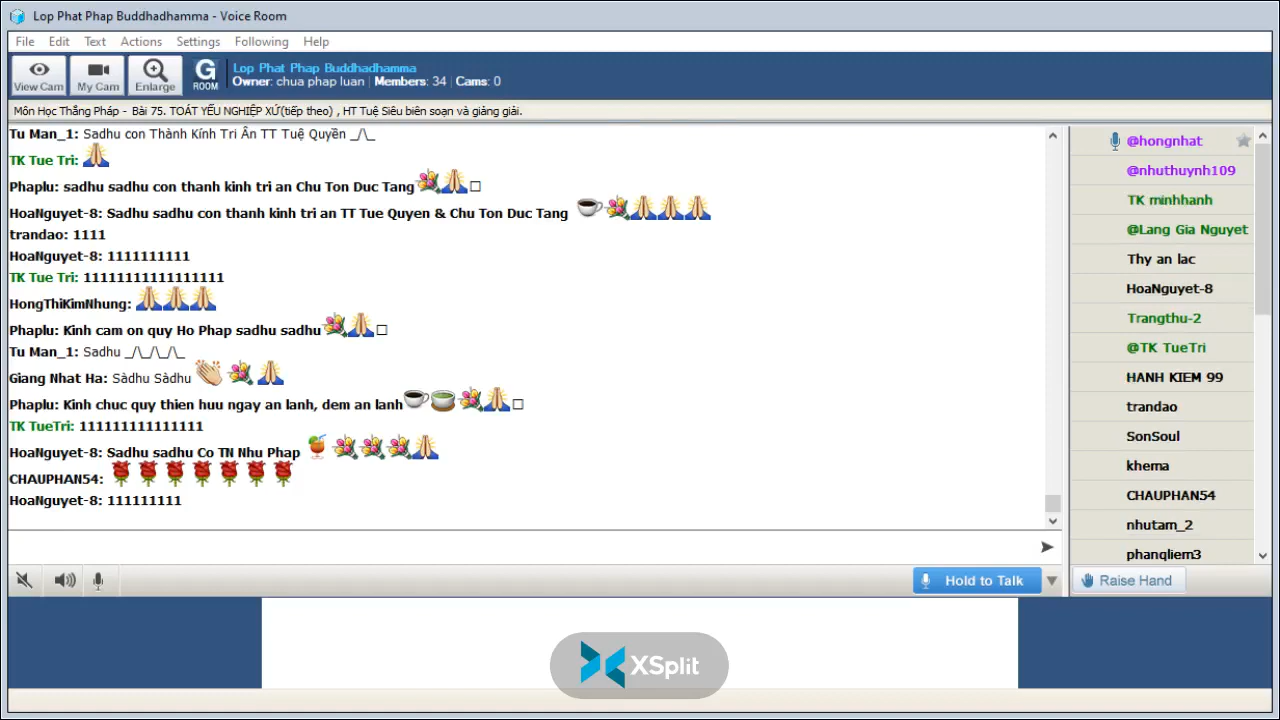 Lop Phat Phap Buddhadhamma - Voice Room
File Edit Text Actions Settings Following Help
View Cam My Cam Enlarge G ROOM
Lop Phat Phap Buddhadhamma
Owner: chua phap luan | Members: 34 | Cams: 0
Môn Học Thắng Pháp - Bài 75. TOÁT YẾU NGHIỆP XỨ(tiếp theo) , HT Tuệ Siêu biên soạn và giảng giải.
Tu Man_1: Sadhu con Thành Kính Tri Ân TT Tuệ Quyền _/\_
TK Tue Tri:
Phaplu: sadhu sadhu con thanh kinh tri an Chu Ton Duc Tang
HoaNguyet-8: Sadhu sadhu con thanh kinh tri an TT Tue Quyen & Chu Ton Duc Tang
trandao: 1111
HoaNguyet-8: 1111111111
TK Tue Tri: 11111111111111111
HongThiKimNhung:
Phaplu: Kinh cam on quy Ho Phap sadhu sadhu
Tu Man_1: Sadhu _/\_/\_/\_
Giang Nhat Ha: Sàdhu Sàdhu
Phaplu: Kinh chuc quy thien huu ngay an lanh, dem an lanh
TK TueTri: 111111111111111
HoaNguyet-8: Sadhu sadhu Co TN Nhu Phap
CHAUPHAN54:
HoaNguyet-8: 111111111
@hongnhat
@nhuthuynh109
TK minhhanh
@Lang Gia Nguyet
Thy an lac
HoaNguyet-8
Trangthu-2
@TK TueTri
HANH KIEM 99
trandao
SonSoul
khema
CHAUPHAN54
nhutam_2
phanqliem3
Hold to Talk
Raise Hand
XSplit